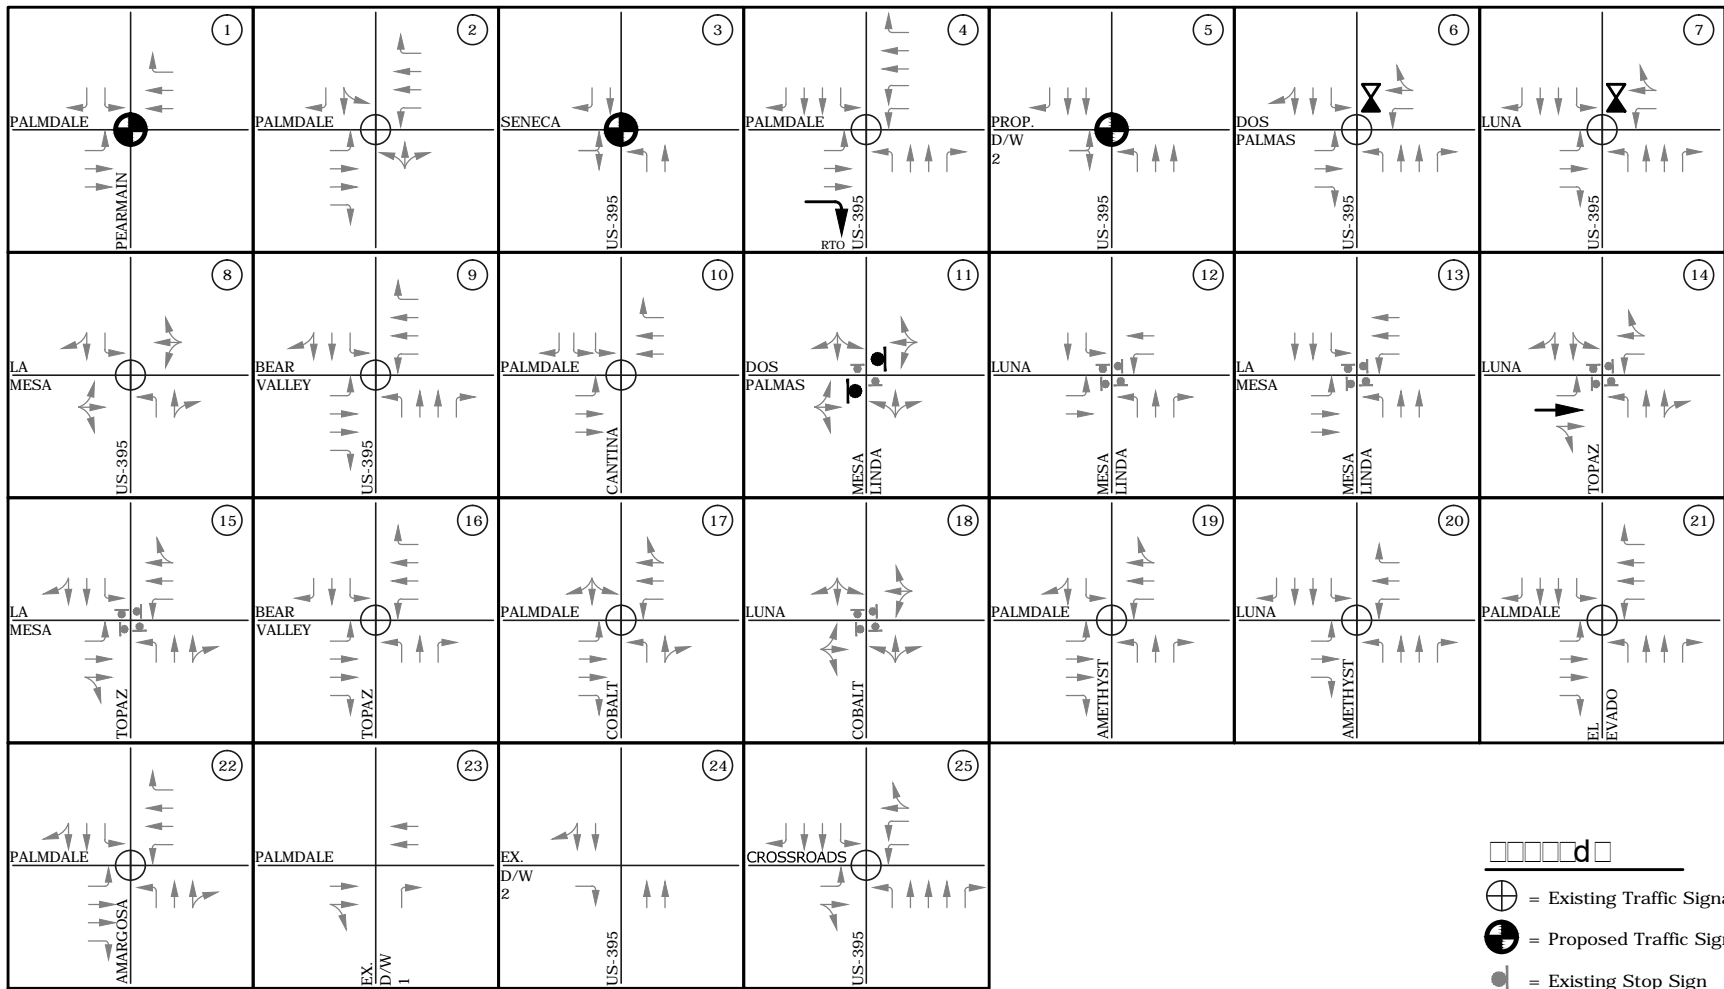 1
PALMDALE
PEARMAIN
2
PALMDALE
3
SENECA
US-395
4
PALMDALE
RTO
US-395
5
PROP.
D/W
2
US-395
6
DOS
PALMAS
US-395
7
LUNA
US-395
8
LA
MESA
US-395
9
BEAR
VALLEY
US-395
10
PALMDALE
CANTINA
11
DOS
PALMAS
MESA
LINDA
12
LUNA
MESA
LINDA
13
LA
MESA
MESA
LINDA
14
LUNA
TOPAZ
15
LA
MESA
TOPAZ
16
BEAR
VALLEY
TOPAZ
17
PALMDALE
COBALT
18
LUNA
COBALT
19
PALMDALE
AMETHYST
20
LUNA
AMETHYST
21
PALMDALE
EL
EVADO
22
PALMDALE
AMARGOSA
23
PALMDALE
EX.
D/W
1
24
EX.
D/W
2
US-395
25
CROSSROADS
US-395
= Existing Traffic Signa
= Proposed Traffic Sign
= Existing Stop Sign